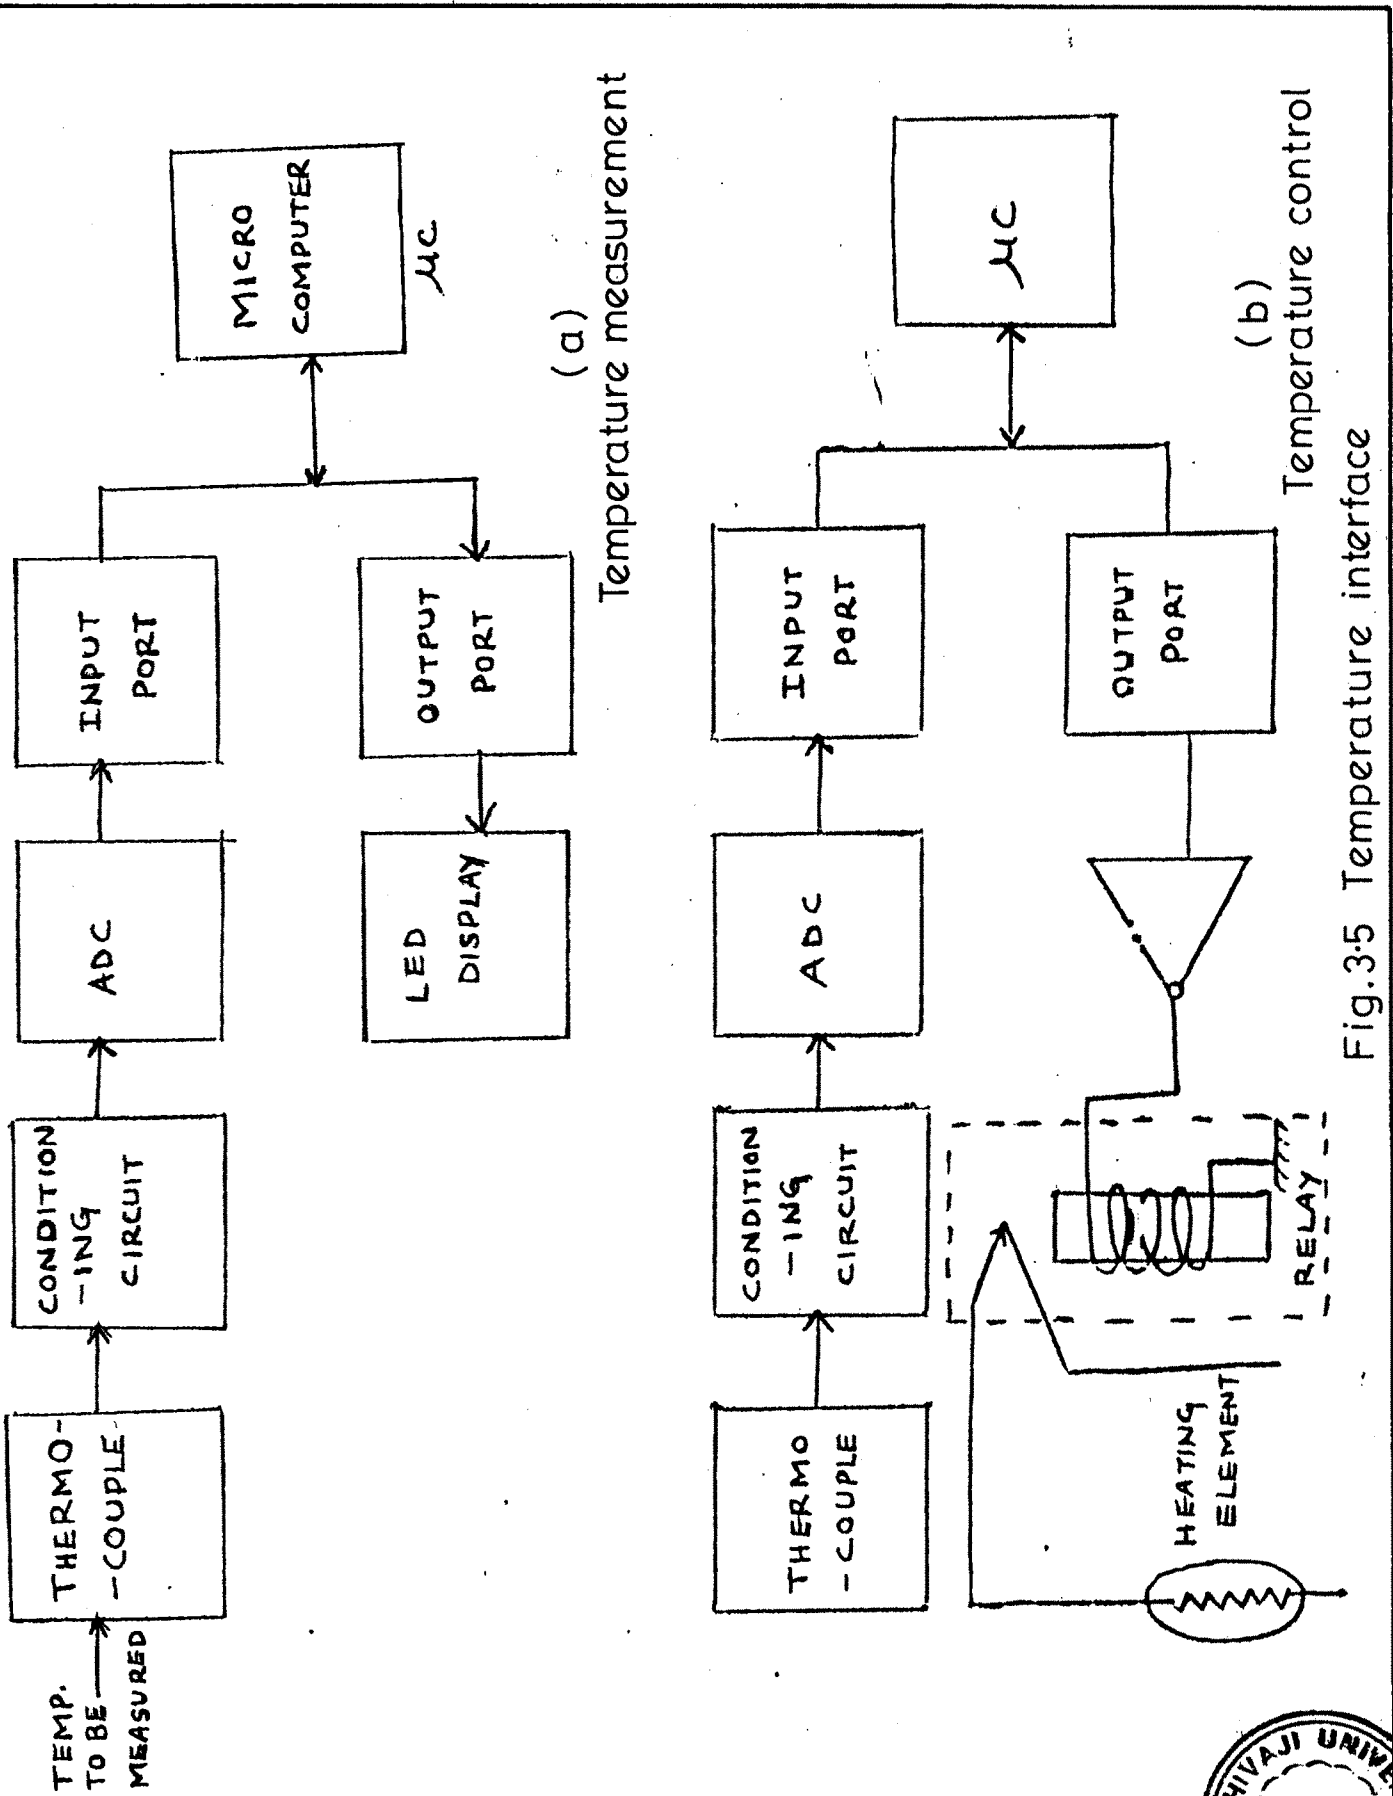 TEMP.
TO BE
MEASURED
THERMO-
-COUPLE
CONDITION
-ING
CIRCUIT
ADC
INPUT
PORT
MICRO
COMPUTER
μC
OUTPUT
PORT
LED
DISPLAY
(a)
Temperature measurement
THERMO
-COUPLE
CONDITION
-ING
CIRCUIT
ADC
INPUT
PORT
μC
OUTPUT
PORT
RELAY
HEATING
ELEMENT
(b)
Temperature control
Fig.3·5 Temperature interface